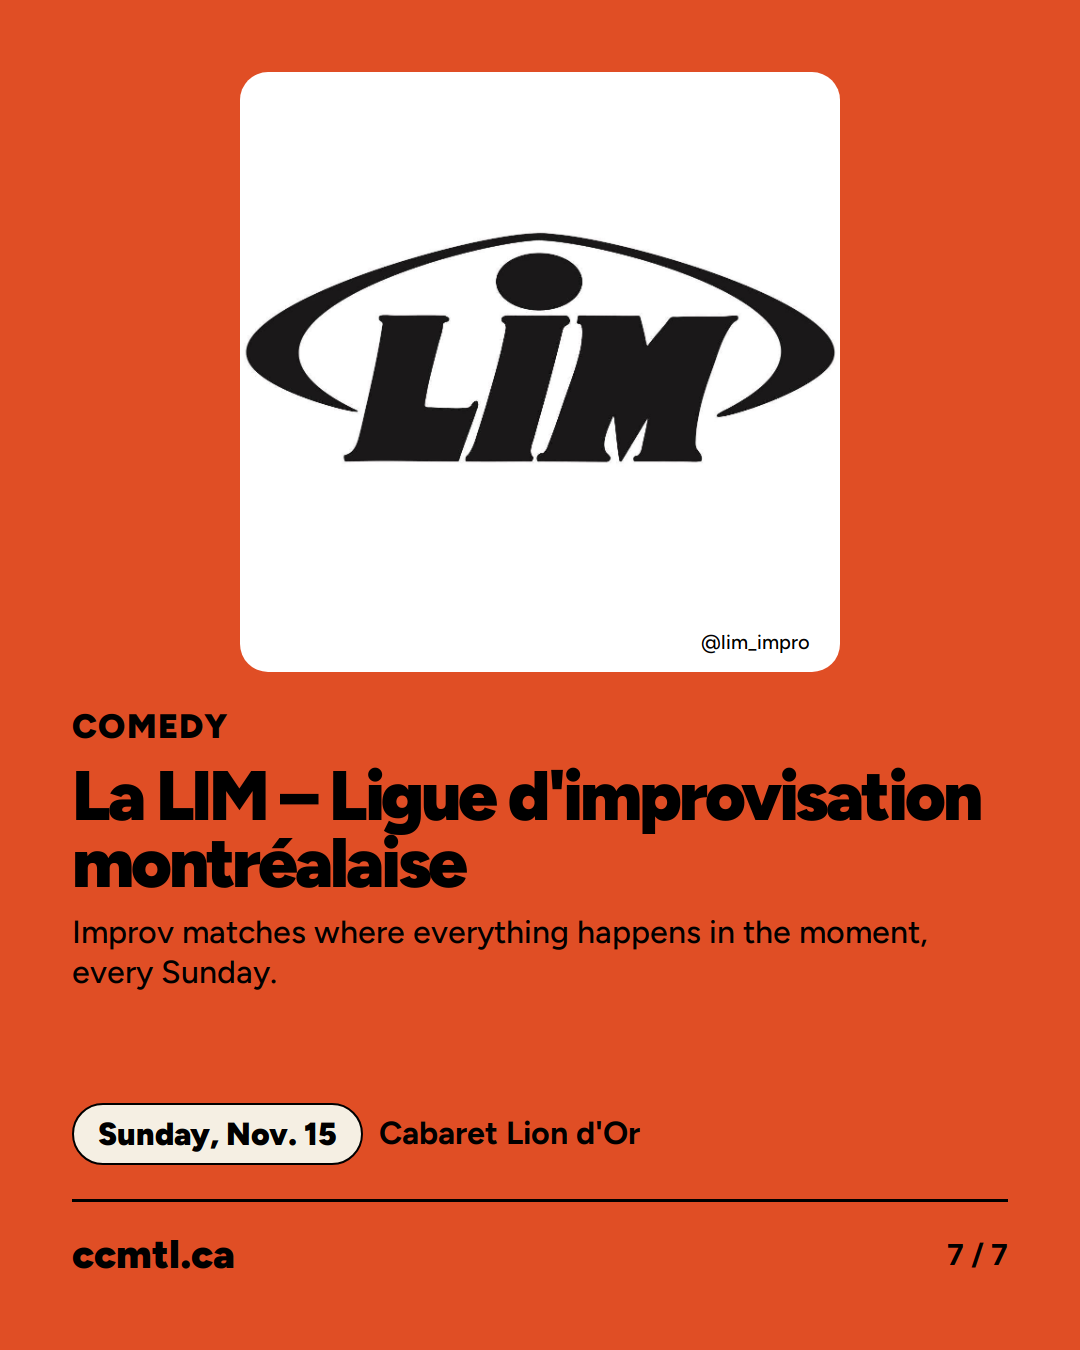 LiM
@lim_impro
COMEDY
La LIM – Ligue d'improvisation
montréalaise
Improv matches where everything happens in the moment,
every Sunday.
Sunday, Nov. 15
Cabaret Lion d'Or
ccmtl.ca
7 / 7